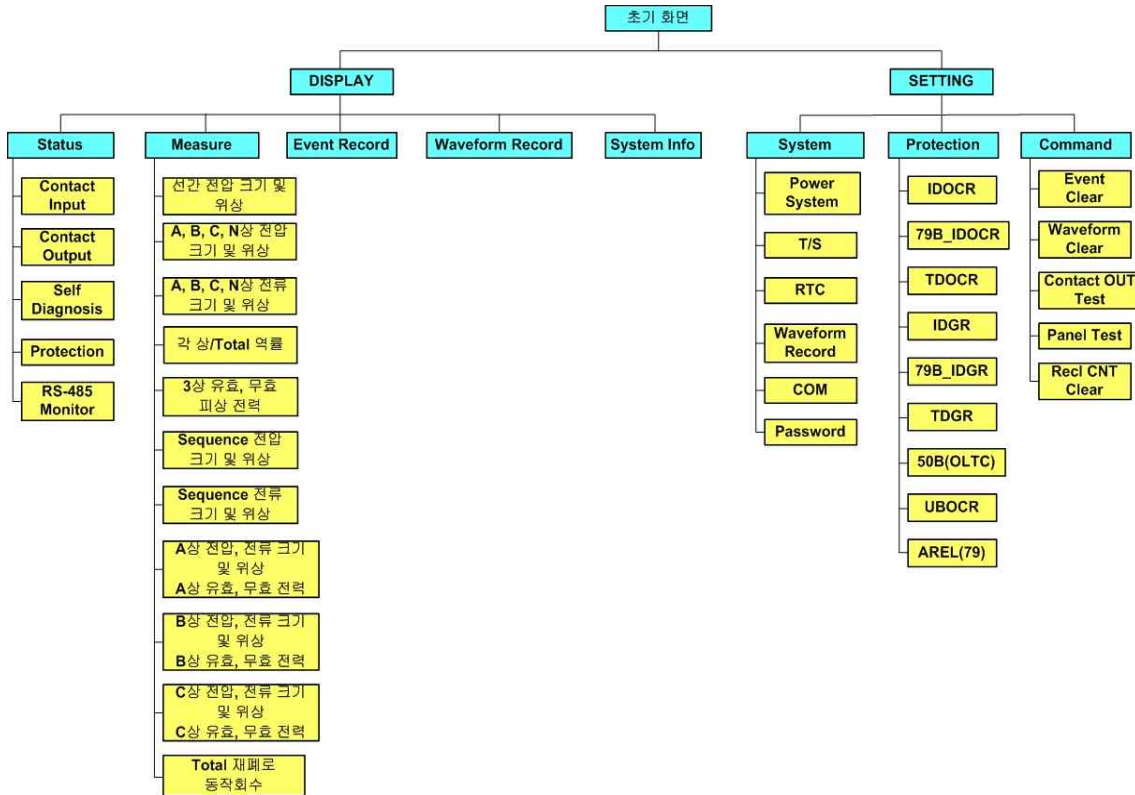 초기 화면
DISPLAY
SETTING
Status
Measure
Event Record
Waveform Record
System Info
System
Protection
Command
Contact
Input
Contact
Output
Self
Diagnosis
Protection
RS-485
Monitor
선간 전압 크기 및
위상
A, B, C, N상 전압
크기 및 위상
A, B, C, N상 전류
크기 및 위상
각 상/Total 역률
3상 유효, 무효
피상 전력
Sequence 전압
크기 및 위상
Sequence 전류
크기 및 위상
A상 전압, 전류 크기
및 위상
A상 유효, 무효 전력
B상 전압, 전류 크기
및 위상
B상 유효, 무효 전력
C상 전압, 전류 크기
및 위상
C상 유효, 무효 전력
Total 재폐로
동작회수
Power
System
T/S
RTC
Waveform
Record
COM
Password
IDOCR
79B_IDOCR
TDOCR
IDGR
79B_IDGR
TDGR
50B(OLTC)
UBOCR
AREL(79)
Event
Clear
Waveform
Clear
Contact OUT
Test
Panel Test
Recl CNT
Clear